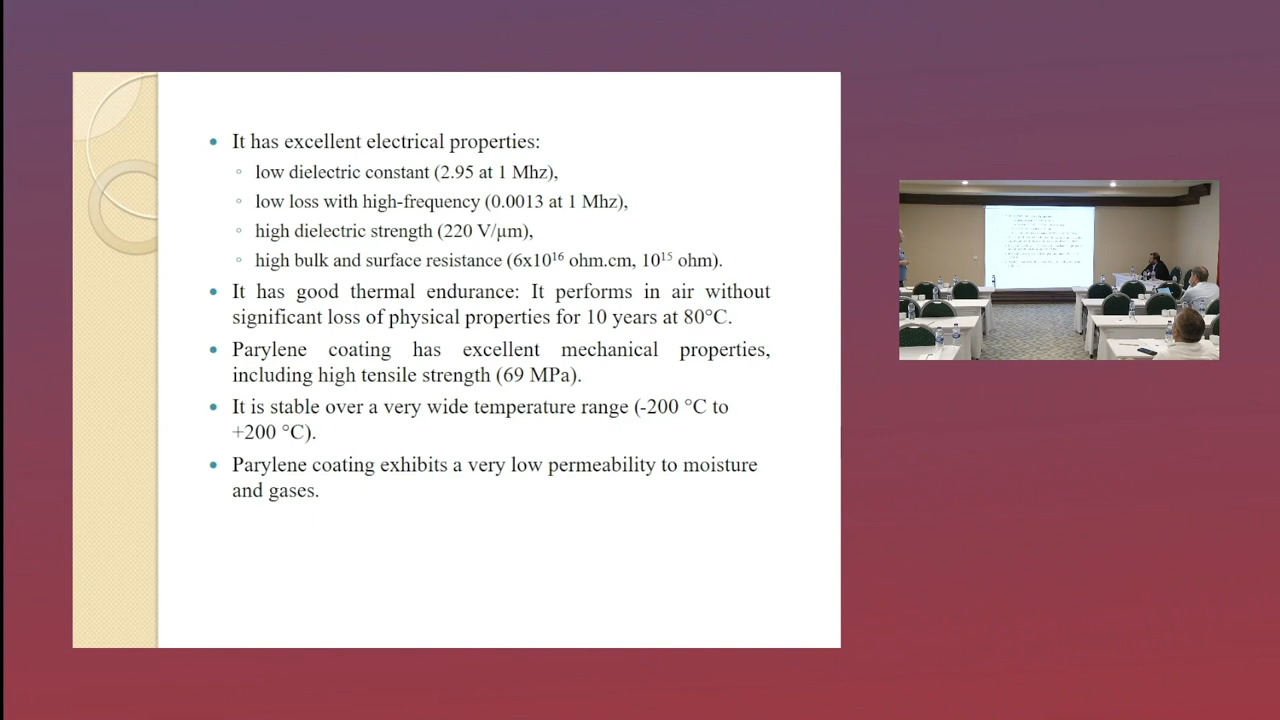 • It has excellent electrical properties:
◦ low dielectric constant (2.95 at 1 Mhz),
◦ low loss with high-frequency (0.0013 at 1 Mhz),
◦ high dielectric strength (220 V/µm),
◦ high bulk and surface resistance (6x10¹⁶ ohm.cm, 10¹⁵ ohm).
• It has good thermal endurance: It performs in air without
significant loss of physical properties for 10 years at 80°C.
• Parylene coating has excellent mechanical properties,
including high tensile strength (69 MPa).
• It is stable over a very wide temperature range (-200 °C to
+200 °C).
• Parylene coating exhibits a very low permeability to moisture
and gases.